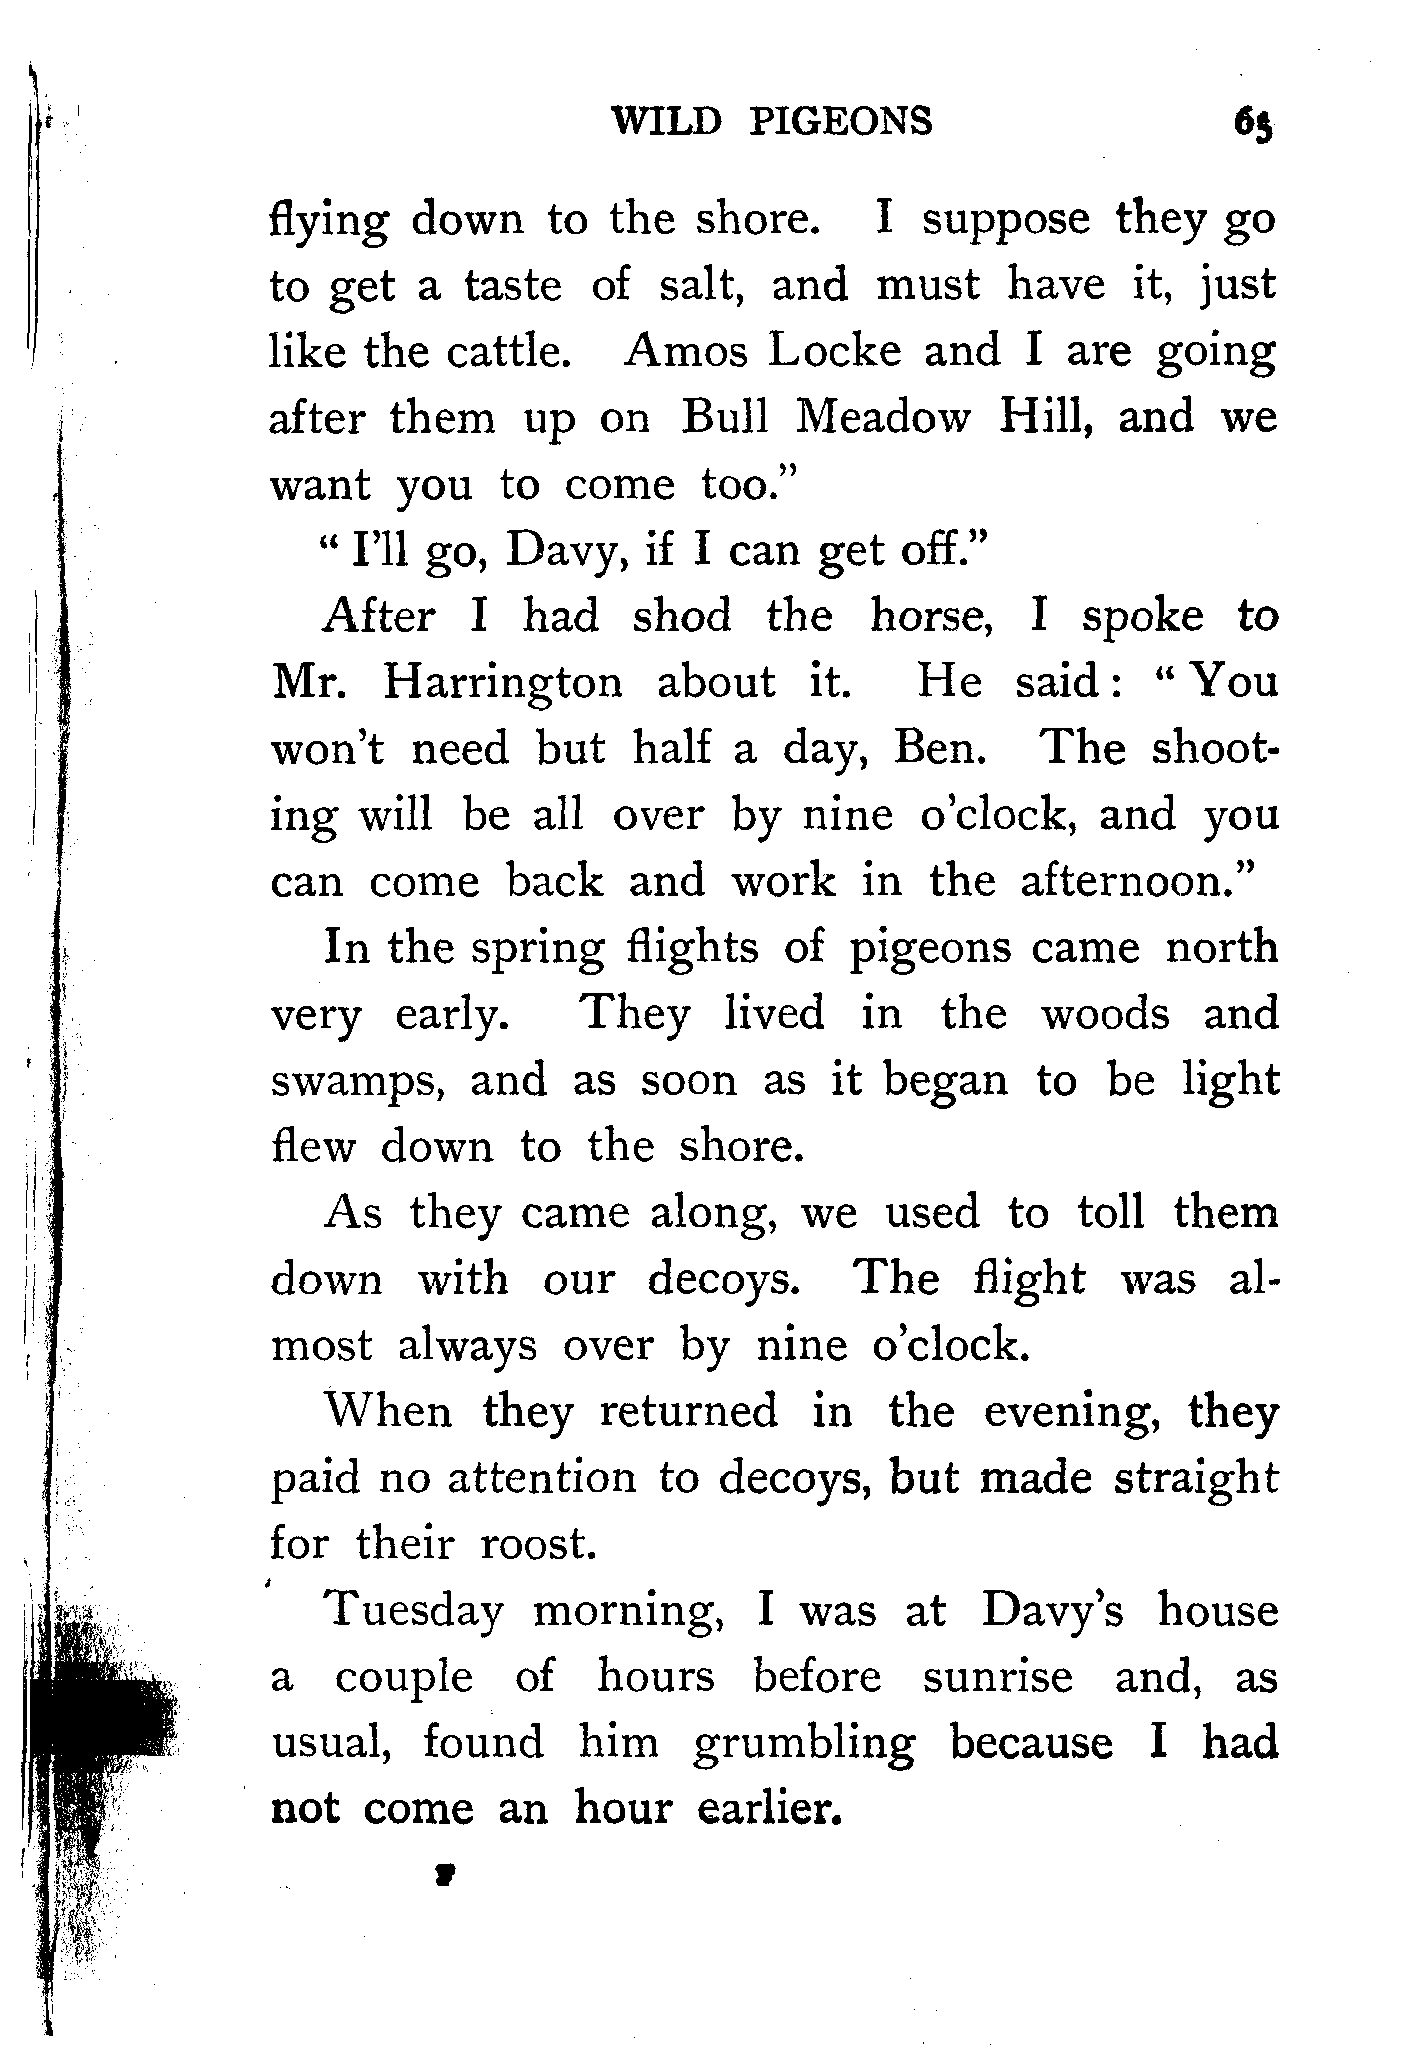 WILD PIGEONS 65
flying down to the shore. I suppose they go
to get a taste of salt, and must have it, just
like the cattle. Amos Locke and I are going
after them up on Bull Meadow Hill, and we
want you to come too.”
“ I’ll go, Davy, if I can get off.”
After I had shod the horse, I spoke to
Mr. Harrington about it. He said: “ You
won’t need but half a day, Ben. The shoot-
ing will be all over by nine o’clock, and you
can come back and work in the afternoon.”
In the spring flights of pigeons came north
very early. They lived in the woods and
swamps, and as soon as it began to be light
flew down to the shore.
As they came along, we used to toll them
down with our decoys. The flight was al-
most always over by nine o’clock.
When they returned in the evening, they
paid no attention to decoys, but made straight
for their roost.
Tuesday morning, I was at Davy’s house
a couple of hours before sunrise and, as
usual, found him grumbling because I had
not come an hour earlier.